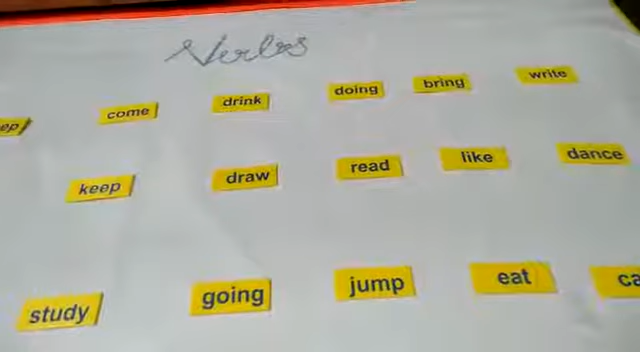 Verbs
come drink doing bring write
keep draw read like dance
study going jump eat